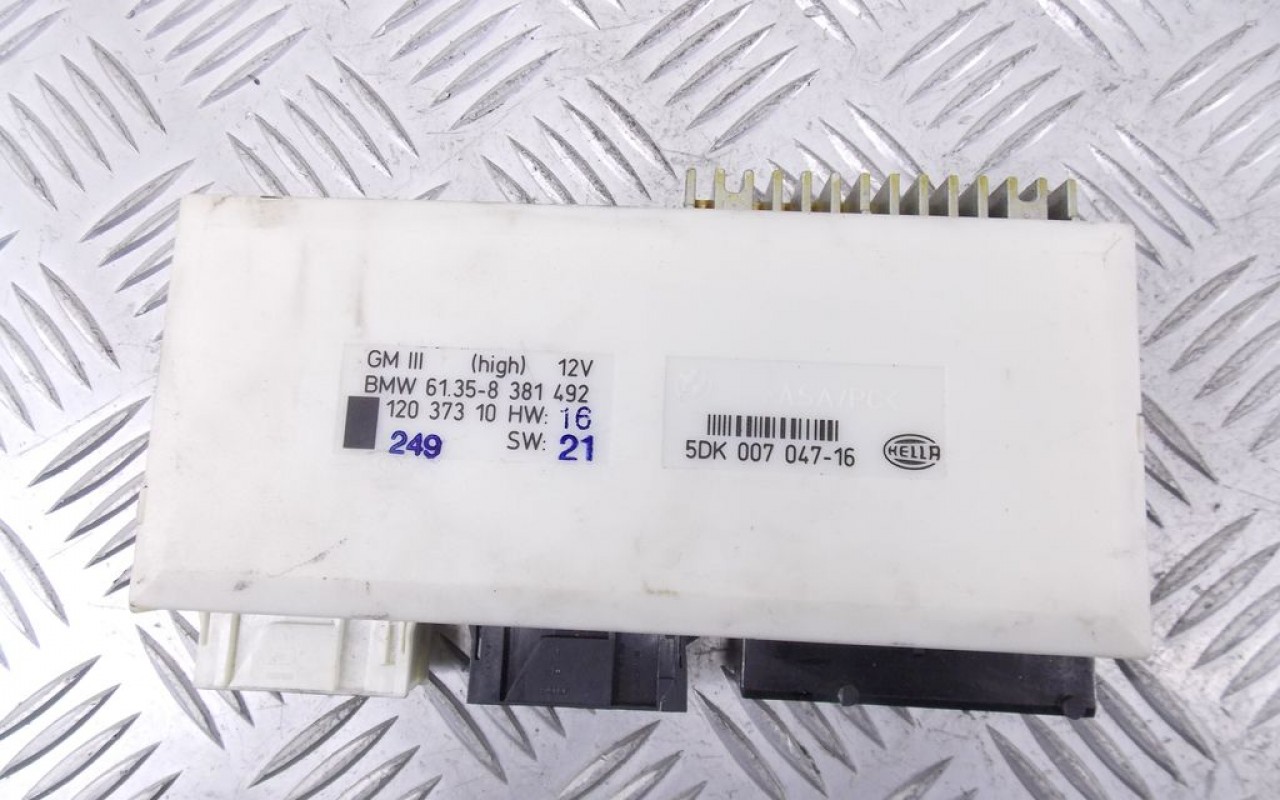 GM III (high) 12V
BMW 61.35-8 381 492
120 373 10 HW: 16
249 SW: 21
5DK 007 047-16
HELLA